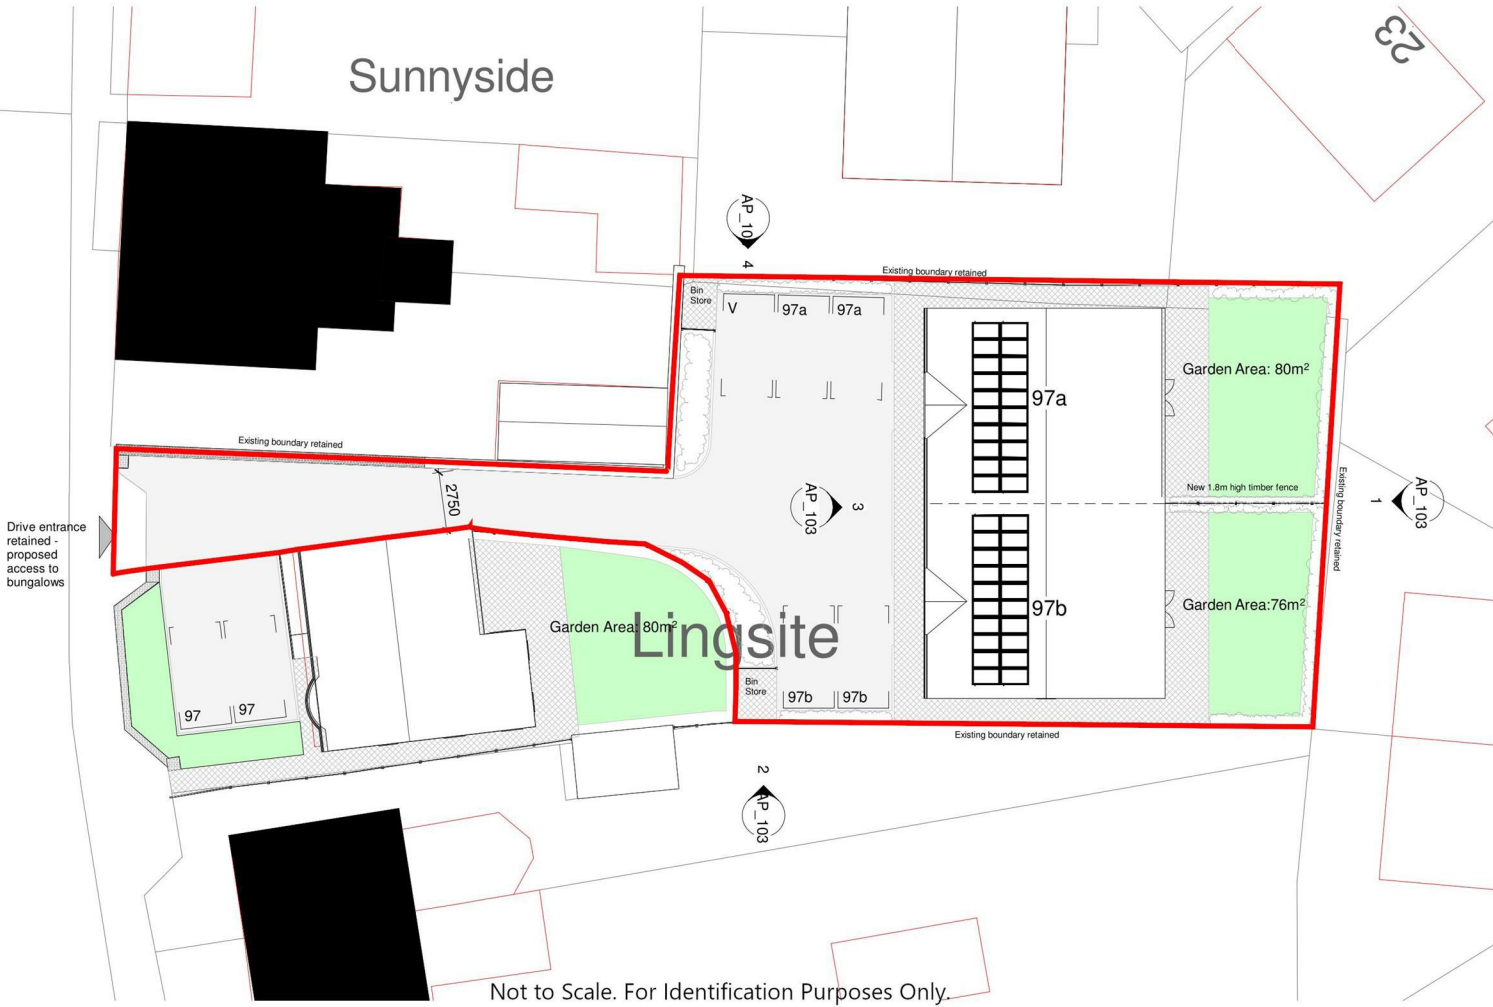 23
Sunnyside
AP_10
4
Existing boundary retained
Bin
Store
V
97a
97a
Garden Area: 80m²
97a
Existing boundary retained
2750
AP_103
3
New 1.8m high timber fence
Existing boundary retained
1
AP_103
Drive entrance
retained -
proposed
access to
bungalows
Garden Area: 80m²
Lingsite
97b
Garden Area:76m²
Bin
Store
97b
97b
97
97
Existing boundary retained
2
AP_103
Not to Scale. For Identification Purposes Only.